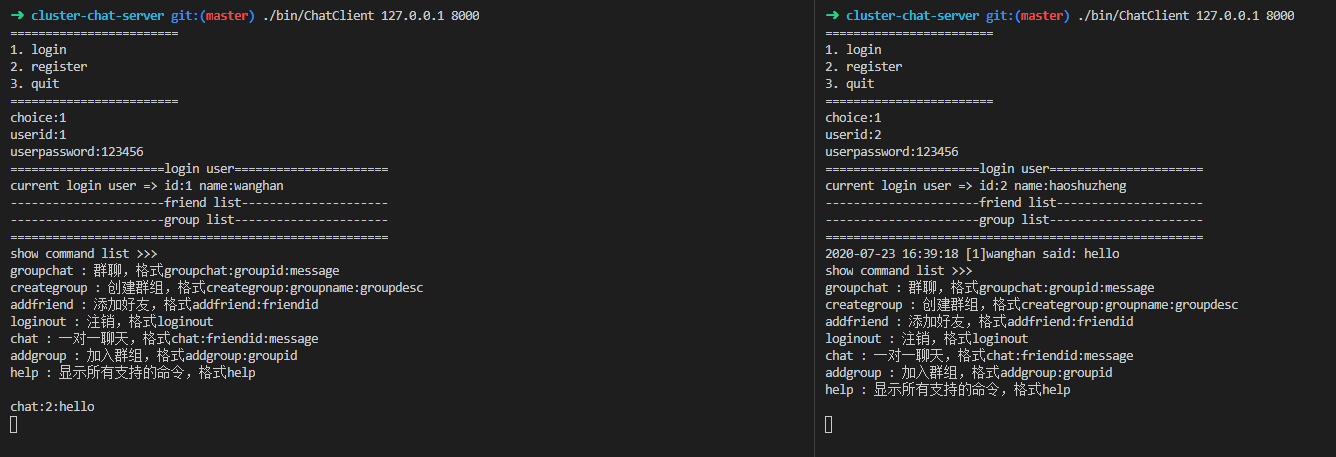 ➜ cluster-chat-server git:(master) ./bin/ChatClient 127.0.0.1 8000
========================
1. login
2. register
3. quit
========================
choice:1
userid:1
userpassword:123456
======================login user======================
current login user => id:1 name:wanghan
----------------------friend list---------------------
----------------------group list----------------------
======================================================
show command list >>>
groupchat : 群聊，格式groupchat:groupid:message
creategroup : 创建群组，格式creategroup:groupname:groupdesc
addfriend : 添加好友，格式addfriend:friendid
loginout : 注销，格式loginout
chat : 一对一聊天，格式chat:friendid:message
addgroup : 加入群组，格式addgroup:groupid
help : 显示所有支持的命令，格式help
chat:2:hello
➜ cluster-chat-server git:(master) ./bin/ChatClient 127.0.0.1 8000
========================
1. login
2. register
3. quit
========================
choice:1
userid:2
userpassword:123456
======================login user======================
current login user => id:2 name:haoshuzheng
----------------------friend list---------------------
----------------------group list----------------------
======================================================
2020-07-23 16:39:18 [1]wanghan said: hello
show command list >>>
groupchat : 群聊，格式groupchat:groupid:message
creategroup : 创建群组，格式creategroup:groupname:groupdesc
addfriend : 添加好友，格式addfriend:friendid
loginout : 注销，格式loginout
chat : 一对一聊天，格式chat:friendid:message
addgroup : 加入群组，格式addgroup:groupid
help : 显示所有支持的命令，格式help